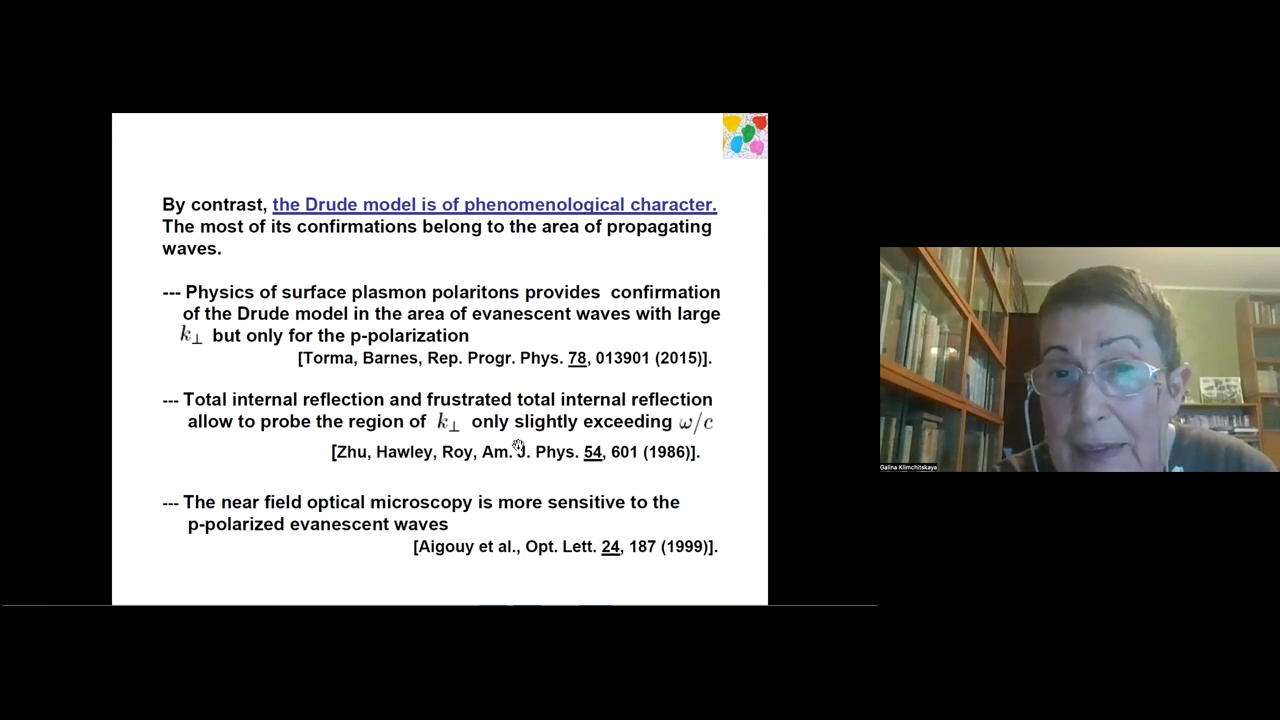 By contrast, the Drude model is of phenomenological character.
The most of its confirmations belong to the area of propagating
waves.
--- Physics of surface plasmon polaritons provides confirmation
of the Drude model in the area of evanescent waves with large
k⊥ but only for the p-polarization
[Torma, Barnes, Rep. Progr. Phys. 78, 013901 (2015)].
--- Total internal reflection and frustrated total internal reflection
allow to probe the region of k⊥ only slightly exceeding ω/c
[Zhu, Hawley, Roy, Am. J. Phys. 54, 601 (1986)].
--- The near field optical microscopy is more sensitive to the
p-polarized evanescent waves
[Aigouy et al., Opt. Lett. 24, 187 (1999)].
Galina Klimchitskaya